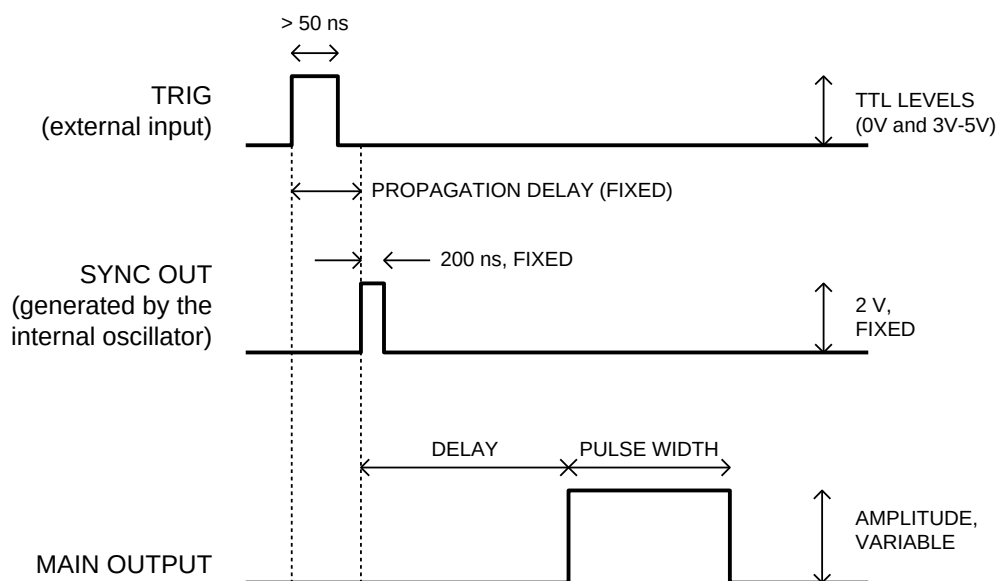 > 50 ns
TRIG
(external input)
TTL LEVELS
(0V and 3V-5V)
PROPAGATION DELAY (FIXED)
200 ns, FIXED
SYNC OUT
(generated by the
internal oscillator)
2 V,
FIXED
DELAY
PULSE WIDTH
AMPLITUDE,
VARIABLE
MAIN OUTPUT